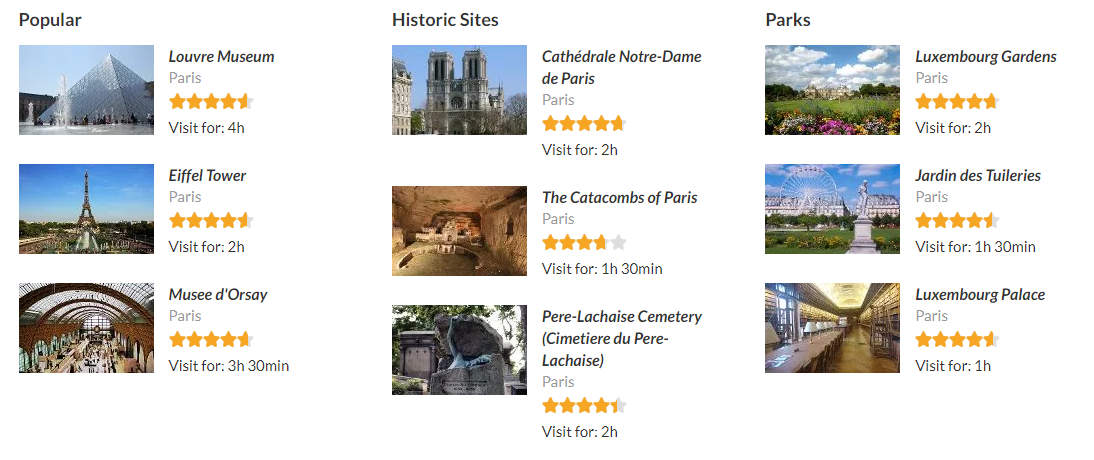 Popular
Louvre Museum
Paris
Visit for: 4h
Eiffel Tower
Paris
Visit for: 2h
Musee d'Orsay
Paris
Visit for: 3h 30min
Historic Sites
Cathédrale Notre-Dame
de Paris
Paris
Visit for: 2h
The Catacombs of Paris
Paris
Visit for: 1h 30min
Pere-Lachaise Cemetery
(Cimetiere du Pere-
Lachaise)
Paris
Visit for: 2h
Parks
Luxembourg Gardens
Paris
Visit for: 2h
Jardin des Tuileries
Paris
Visit for: 1h 30min
Luxembourg Palace
Paris
Visit for: 1h